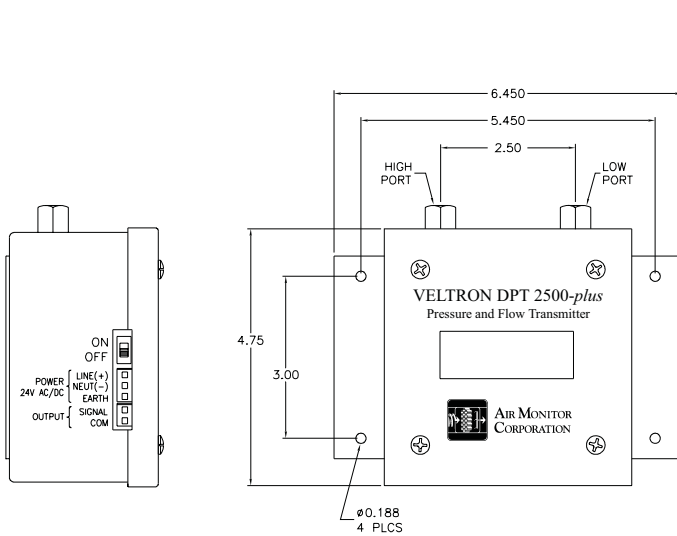 6.450
5.450
2.50
HIGH
PORT
LOW
PORT
VELTRON DPT 2500-plus
Pressure and Flow Transmitter
4.75
3.00
ON
OFF
POWER
24V AC/DC
LINE(+)
NEUT(-)
EARTH
OUTPUT
SIGNAL
COM
AIR MONITOR
CORPORATION
ø0.188
4 PLCS